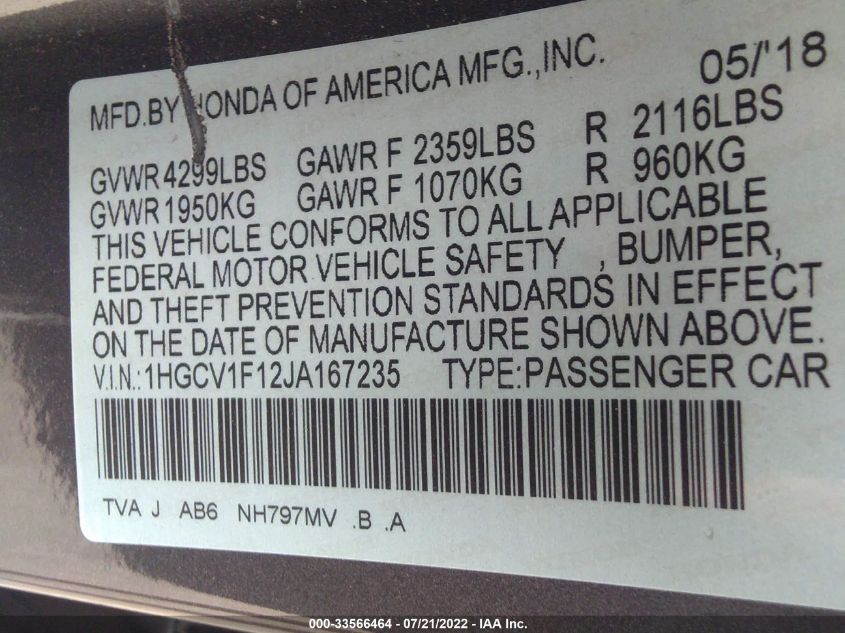 MFD.BY HONDA OF AMERICA MFG.,INC. 05/'18
GVWR 4299LBS GAWR F 2359LBS R 2116LBS
GVWR 1950KG GAWR F 1070KG R 960KG
THIS VEHICLE CONFORMS TO ALL APPLICABLE
FEDERAL MOTOR VEHICLE SAFETY , BUMPER,
AND THEFT PREVENTION STANDARDS IN EFFECT
ON THE DATE OF MANUFACTURE SHOWN ABOVE.
V.I.N.:1HGCV1F12JA167235 TYPE:PASSENGER CAR
TVA J AB6 NH797MV .B .A
000-33566464 - 07/21/2022 - IAA Inc.